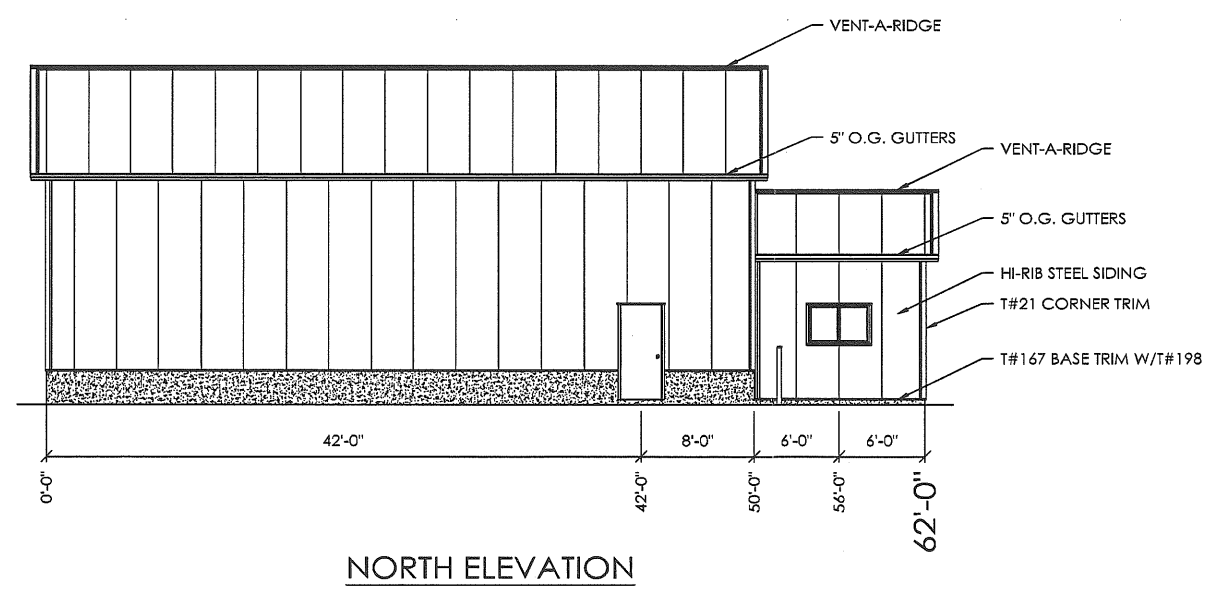 VENT-A-RIDGE
5" O.G. GUTTERS
VENT-A-RIDGE
5" O.G. GUTTERS
HI-RIB STEEL SIDING
T#21 CORNER TRIM
T#167 BASE TRIM W/T#198
42'-0" 8'-0" 6'-0" 6'-0"
0'-0" 42'-0" 50'-0" 56'-0" 62'-0"
NORTH ELEVATION